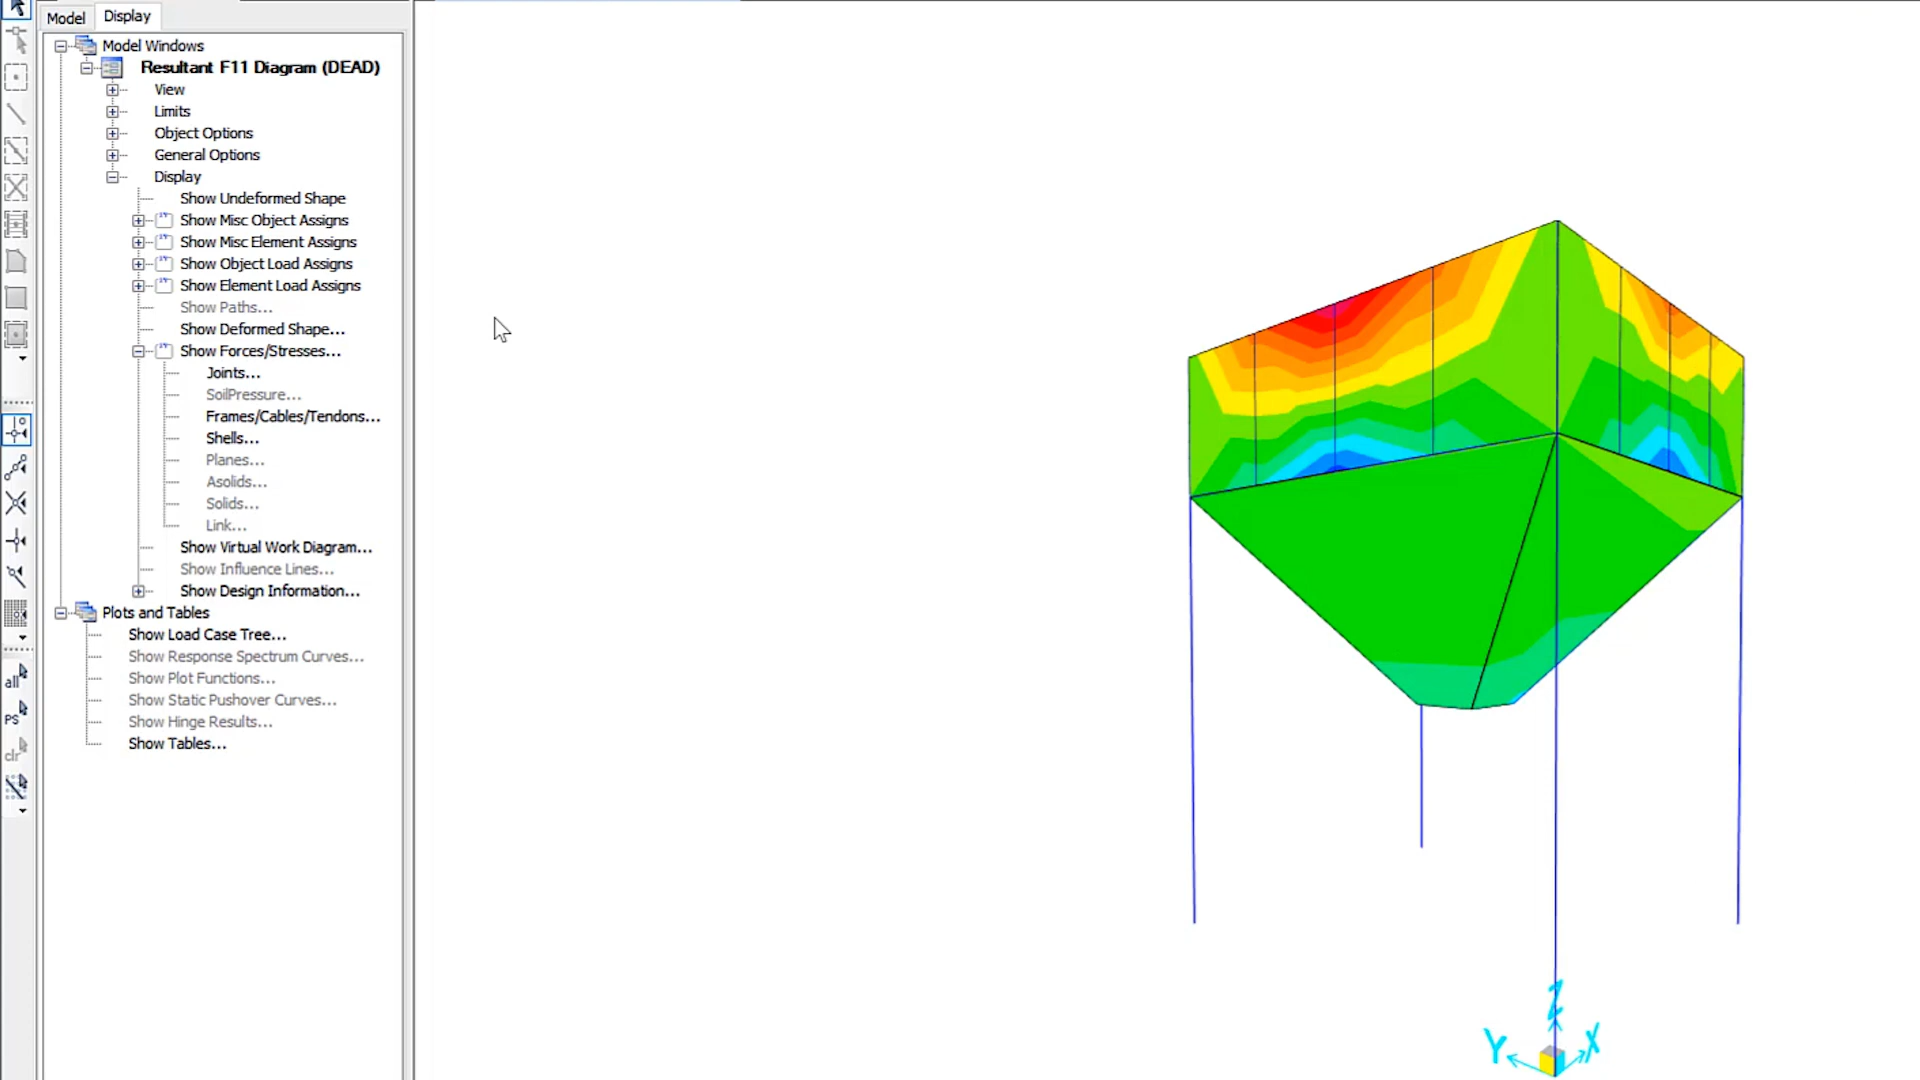 Model Display
Model Windows
Resultant F11 Diagram (DEAD)
View
Limits
Object Options
General Options
Display
Show Undeformed Shape
Show Misc Object Assigns
Show Misc Element Assigns
Show Object Load Assigns
Show Element Load Assigns
Show Paths...
Show Deformed Shape...
Show Forces/Stresses...
Joints...
SoilPressure...
Frames/Cables/Tendons...
Shells...
Planes...
Asolids...
Solids...
Link...
Show Virtual Work Diagram...
Show Influence Lines...
Show Design Information...
Plots and Tables
Show Load Case Tree...
Show Response Spectrum Curves...
Show Plot Functions...
Show Static Pushover Curves...
Show Hinge Results...
Show Tables...
all
PS
clr
Z
Y X